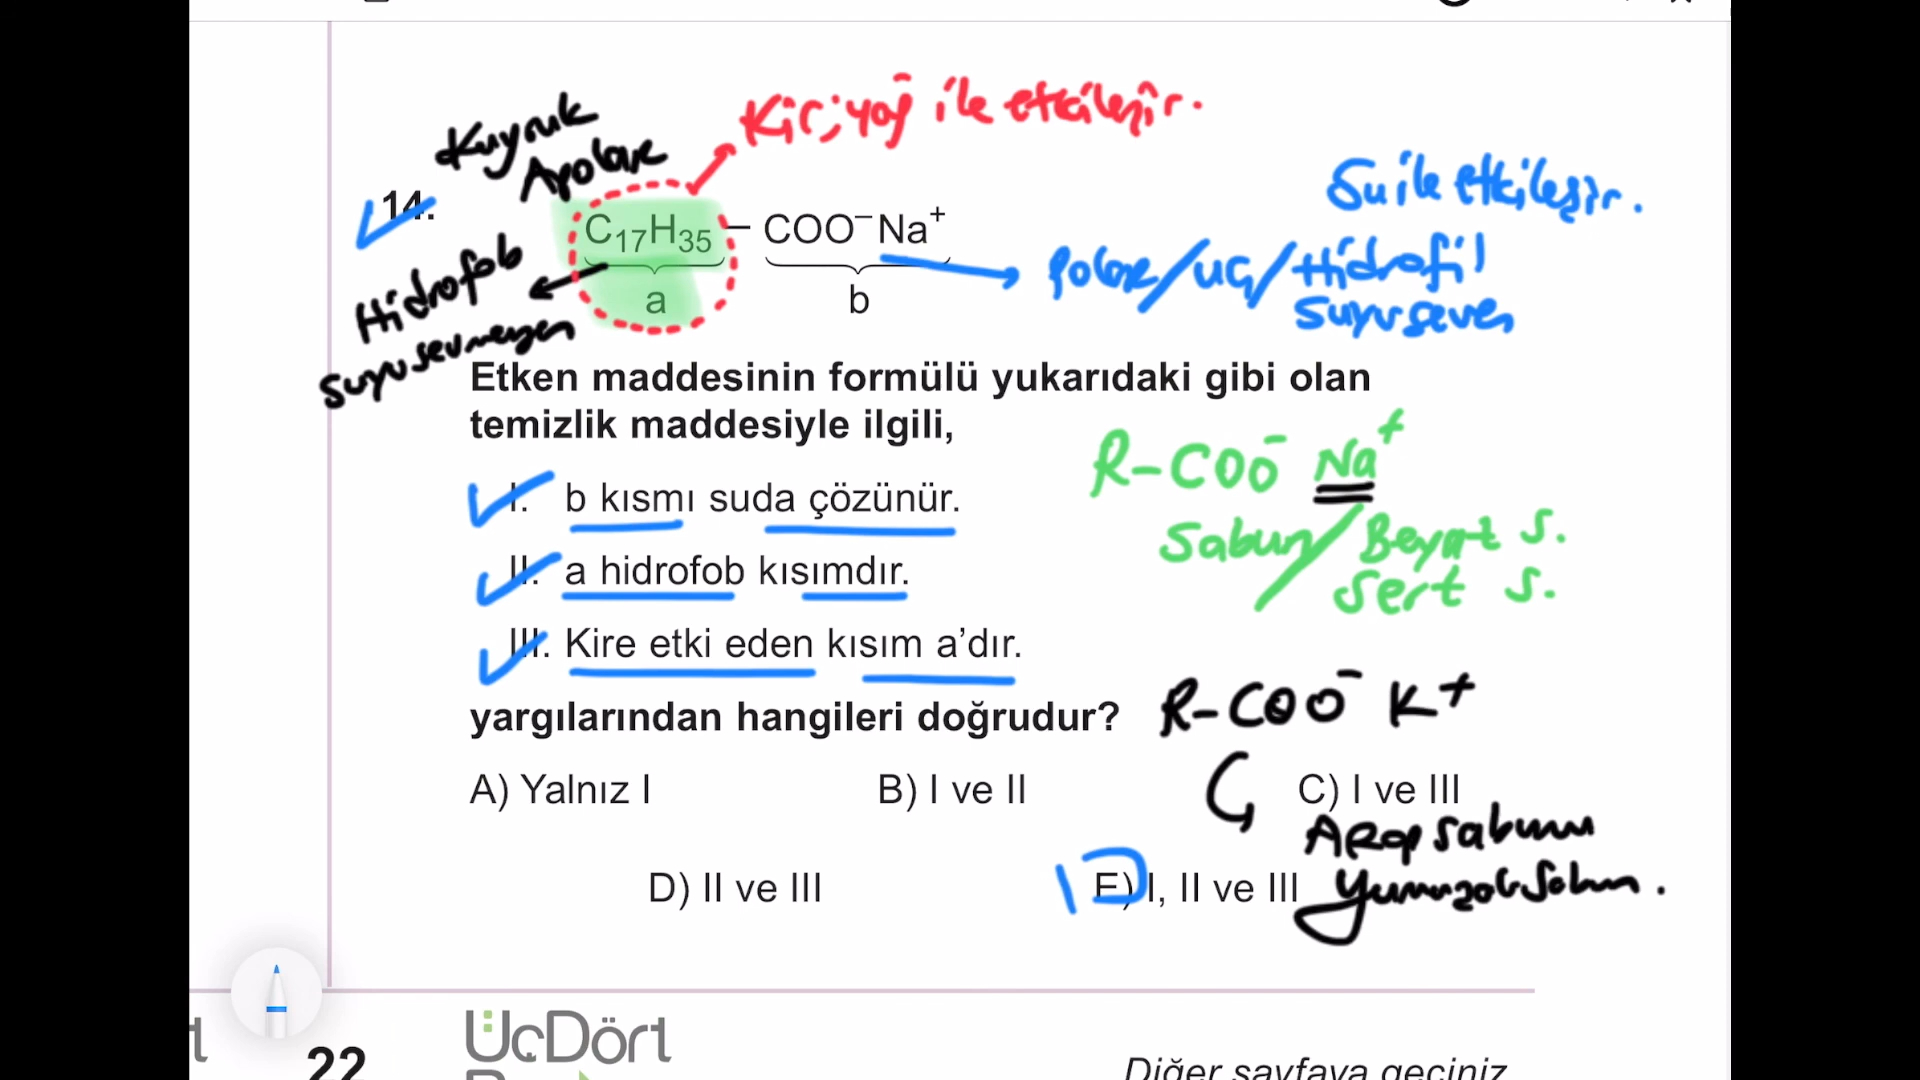 Kir, yağ ile etkileşir.
Kuyruk
Apolar
Su ile etkileşir.
14.
C₁₇H₃₅ – COO⁻Na⁺
Hidrofob
suyu sevmeyen
a
b
Polar/uç/Hidrofil
suyu seven
Etken maddesinin formülü yukarıdaki gibi olan
temizlik maddesiyle ilgili,
R-COO⁻ Na⁺
I. b kısmı suda çözünür.
Sabun/Beyaz S.
Sert S.
II. a hidrofob kısımdır.
III. Kire etki eden kısım a’dır.
yargılarından hangileri doğrudur?
R-COO⁻ K⁺
A) Yalnız I
B) I ve II
C) I ve III
Arap sabunu
Yumuşak Sabun.
D) II ve III
E) I, II ve III
22
ÜçDört
Diğer sayfaya geçiniz